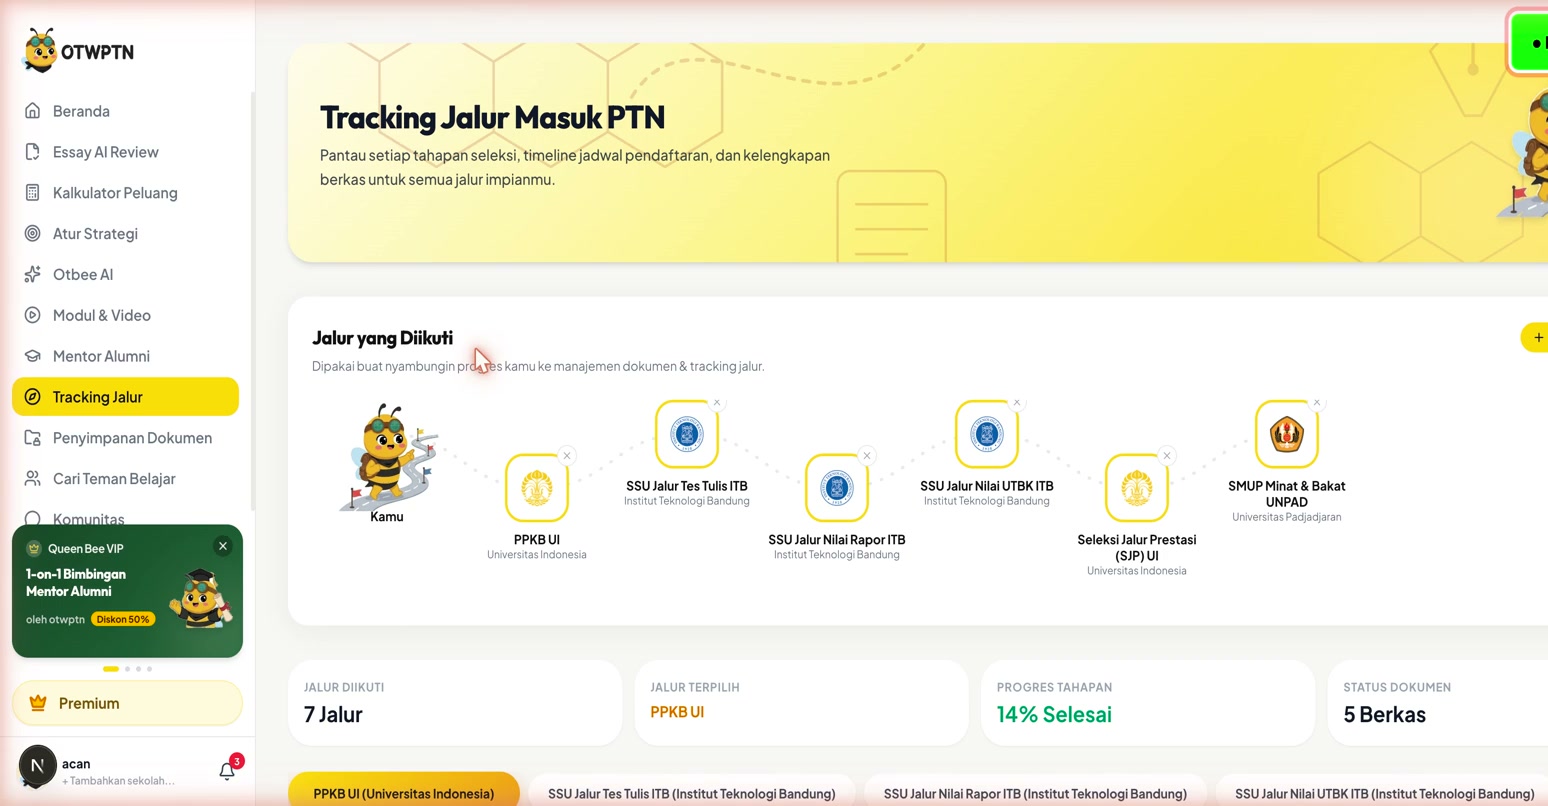 OTWPTN
Beranda
Essay AI Review
Kalkulator Peluang
Atur Strategi
Otbee AI
Modul & Video
Mentor Alumni
Tracking Jalur
Penyimpanan Dokumen
Cari Teman Belajar
Komunitas
Queen Bee VIP
1-on-1 Bimbingan
Mentor Alumni
oleh otwptn Diskon 50%
Premium
N
acan
+ Tambahkan sekolah...
3
Tracking Jalur Masuk PTN
Pantau setiap tahapan seleksi, timeline jadwal pendaftaran, dan kelengkapan
berkas untuk semua jalur impianmu.
Jalur yang Diikuti
Dipakai buat nyambungin proses kamu ke manajemen dokumen & tracking jalur.
Kamu
PPKB UI
Universitas Indonesia
SSU Jalur Tes Tulis ITB
Institut Teknologi Bandung
SSU Jalur Nilai Rapor ITB
Institut Teknologi Bandung
SSU Jalur Nilai UTBK ITB
Institut Teknologi Bandung
Seleksi Jalur Prestasi
(SJP) UI
Universitas Indonesia
SMUP Minat & Bakat
UNPAD
Universitas Padjadjaran
JALUR DIIKUTI
7 Jalur
JALUR TERPILIH
PPKB UI
PROGRES TAHAPAN
14% Selesai
STATUS DOKUMEN
5 Berkas
PPKB UI (Universitas Indonesia)
SSU Jalur Tes Tulis ITB (Institut Teknologi Bandung)
SSU Jalur Nilai Rapor ITB (Institut Teknologi Bandung)
SSU Jalur Nilai UTBK ITB (Institut Teknologi Bandung)